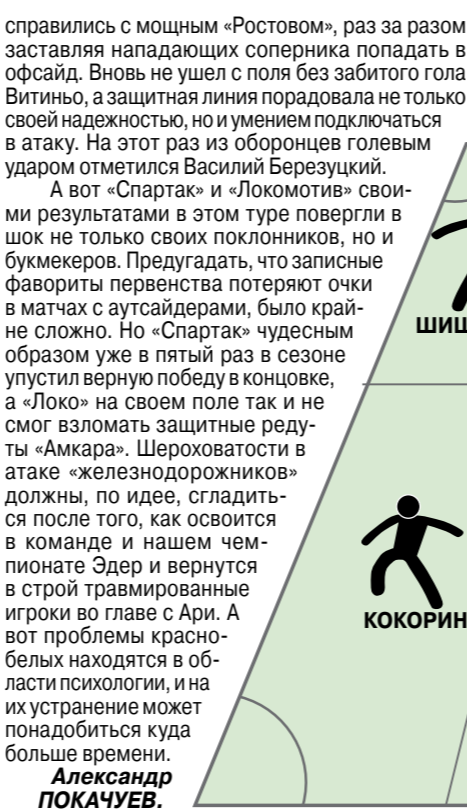 справились с мощным «Ростовом», раз за разом
заставляя нападающих соперника попадать в
офсайд. Вновь не ушел с поля без забитого гола
Витиньо, а защитная линия порадовала не только
своей надежностью, но и умением подключаться
в атаку. На этот раз из оборонцев голевым
ударом отметился Василий Березуцкий.
А вот «Спартак» и «Локомотив» свои-
ми результатами в этом туре повергли в
шок не только своих поклонников, но и
букмекеров. Предугадать, что записные
фавориты первенства потеряют очки
в матчах с аутсайдерами, было край-
не сложно. Но «Спартак» чудесным
образом уже в пятый раз в сезоне
упустил верную победу в концовке,
а «Локо» на своем поле так и не
смог взломать защитные реду-
ты «Амкара». Шероховатости в
атаке «железнодорожников»
должны, по идее, сгладить-
ся после того, как освоится
в команде и нашем чем-
пионате Эдер и вернутся
в строй травмированные
игроки во главе с Ари. А
вот проблемы красно-
белых находятся в об-
ласти психологии, и на
их устранение может
понадобиться куда
больше времени.
Александр
ПОКАЧУЕВ.
КОКОРИН